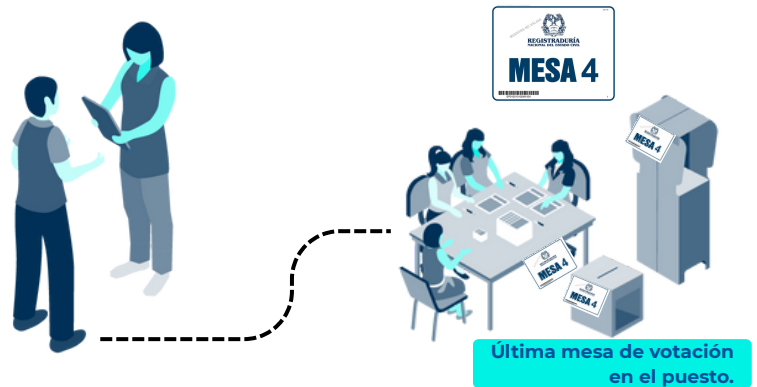 REGISTRADURÍA
NACIONAL DEL ESTADO CIVIL
MESA 4
MESA 4
MESA 4
MESA 4
Última mesa de votación
en el puesto.